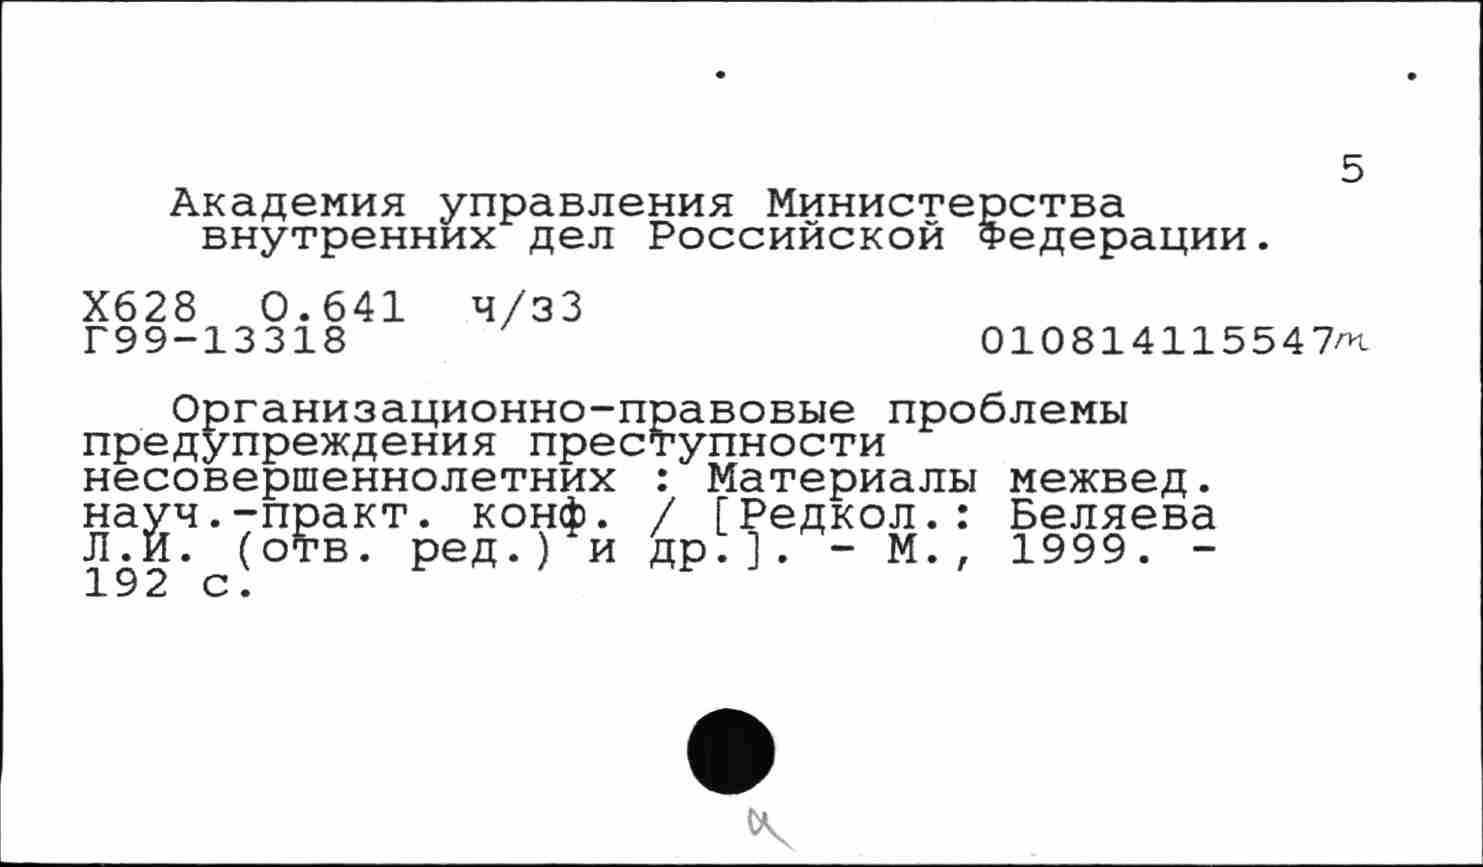 5
Академия управления Министерства
внутренних дел Российской Федерации.
Х628 О.641 ч/з3
Г99-13318 010814115547т
Организационно-правовые проблемы
предупреждения преступности
несовершеннолетних : Материалы межвед.
науч.-практ. конф. / [Редкол.: Беляева
Л.И. (отв. ред.) и др.]. - М., 1999. -
192 с.